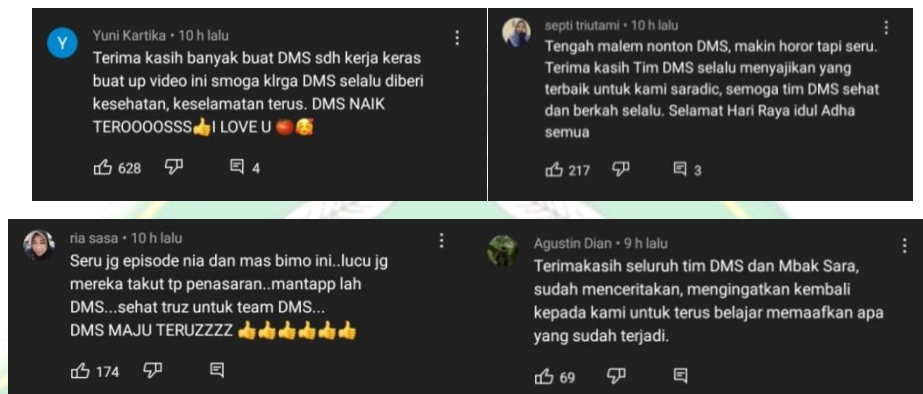 Y
Yuni Kartika • 10 h lalu
Terima kasih banyak buat DMS sdh kerja keras
buat up video ini smoga klrga DMS selalu diberi
kesehatan, keselamatan terus. DMS NAIK
TEROOOOSSS👍I LOVE U 🍅🥰
628 4
septi triutami • 10 h lalu
Tengah malem nonton DMS, makin horor tapi seru.
Terima kasih Tim DMS selalu menyajikan yang
terbaik untuk kami saradic, semoga tim DMS sehat
dan berkah selalu. Selamat Hari Raya idul Adha
semua
217 3
ria sasa • 10 h lalu
Seru jg episode nia dan mas bimo ini..lucu jg
mereka takut tp penasaran..mantapp lah
DMS...sehat truz untuk team DMS...
DMS MAJU TERUZZZZ 👍👍👍👍👍👍
174
Agustin Dian • 9 h lalu
Terimakasih seluruh tim DMS dan Mbak Sara,
sudah menceritakan, mengingatkan kembali
kepada kami untuk terus belajar memaafkan apa
yang sudah terjadi.
69